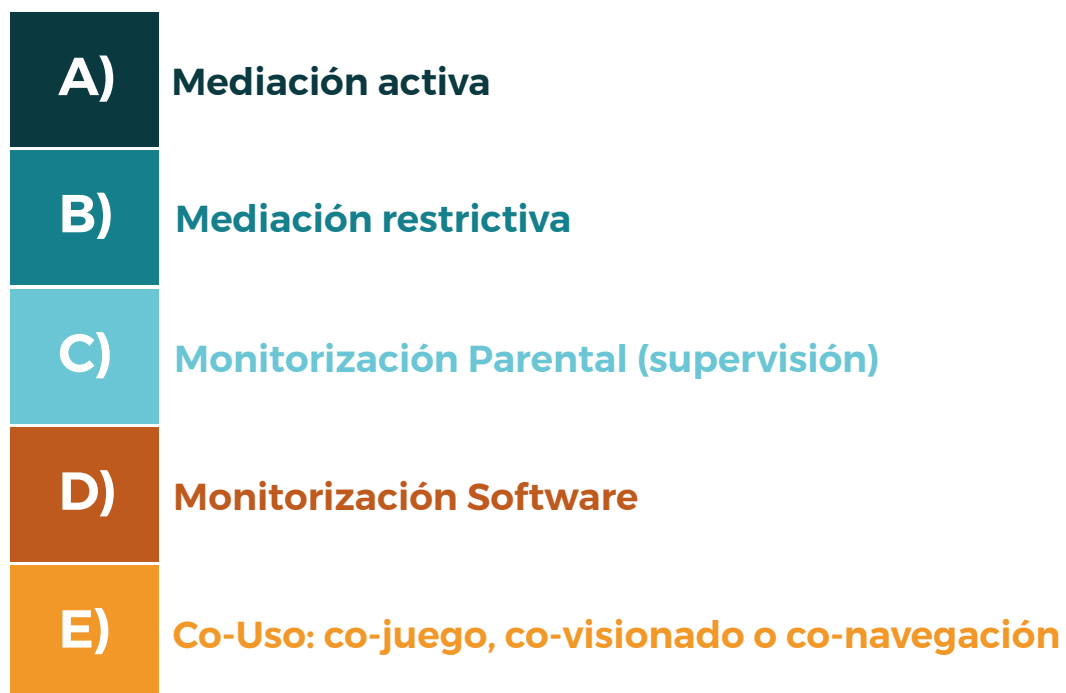 A) Mediación activa
B) Mediación restrictiva
C) Monitorización Parental (supervisión)
D) Monitorización Software
E) Co-Uso: co-juego, co-visionado o co-navegación